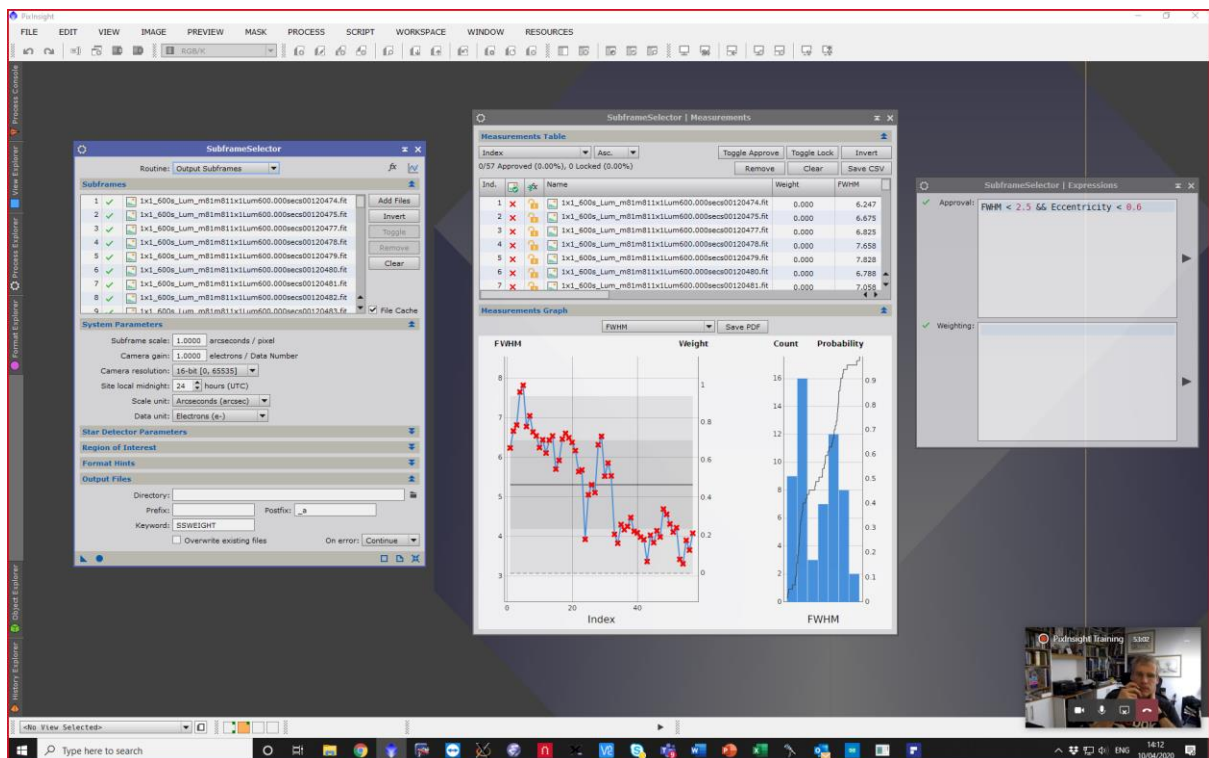 PixInsight
FILE EDIT VIEW IMAGE PREVIEW MASK PROCESS SCRIPT WORKSPACE WINDOW RESOURCES
RGB/K
Process Console
View Explorer
Process Explorer
Format Explorer
Object Explorer
History Explorer
SubframeSelector
Routine: Output Subframes
Subframes
1 1x1_600s_Lum_m81m811x1Lum600.000secs00120474.fit
2 1x1_600s_Lum_m81m811x1Lum600.000secs00120475.fit
3 1x1_600s_Lum_m81m811x1Lum600.000secs00120477.fit
4 1x1_600s_Lum_m81m811x1Lum600.000secs00120478.fit
5 1x1_600s_Lum_m81m811x1Lum600.000secs00120479.fit
6 1x1_600s_Lum_m81m811x1Lum600.000secs00120480.fit
7 1x1_600s_Lum_m81m811x1Lum600.000secs00120481.fit
8 1x1_600s_Lum_m81m811x1Lum600.000secs00120482.fit
9 1x1_600s_Lum_m81m811x1Lum600.000secs00120483.fit
Add Files
Invert
Toggle
Remove
Clear
File Cache
System Parameters
Subframe scale: 1.0000 arcseconds / pixel
Camera gain: 1.0000 electrons / Data Number
Camera resolution: 16-bit [0, 65535]
Site local midnight: 24 hours (UTC)
Scale unit: Arcseconds (arcsec)
Data unit: Electrons (e-)
Star Detector Parameters
Region of Interest
Format Hints
Output Files
Directory:
Prefix: Postfix: _a
Keyword: SSWEIGHT
Overwrite existing files On error: Continue
SubframeSelector | Measurements
Measurements Table
Index Asc. Toggle Approve Toggle Lock Invert
0/57 Approved (0.00%), 0 Locked (0.00%) Remove Clear Save CSV
Ind. Name Weight FWHM
1 1x1_600s_Lum_m81m811x1Lum600.000secs00120474.fit 0.000 6.247
2 1x1_600s_Lum_m81m811x1Lum600.000secs00120475.fit 0.000 6.675
3 1x1_600s_Lum_m81m811x1Lum600.000secs00120477.fit 0.000 6.825
4 1x1_600s_Lum_m81m811x1Lum600.000secs00120478.fit 0.000 7.658
5 1x1_600s_Lum_m81m811x1Lum600.000secs00120479.fit 0.000 7.828
6 1x1_600s_Lum_m81m811x1Lum600.000secs00120480.fit 0.000 6.788
7 1x1_600s_Lum_m81m811x1Lum600.000secs00120481.fit 0.000 7.058
Measurements Graph
FWHM Save PDF
FWHM Weight Count Probability
8
7
6
5
4
3
1
0.8
0.6
0.4
0.2
0
0 20 40
Index
16
14
12
10
8
6
4
2
0
0.9
0.8
0.7
0.6
0.5
0.4
0.3
0.2
0.1
0
FWHM
SubframeSelector | Expressions
Approval: FWHM < 2.5 && Eccentricity < 0.6
Weighting:
PixInsight Training 53:02
<No View Selected>
Type here to search
ENG
14:12
10/04/2020